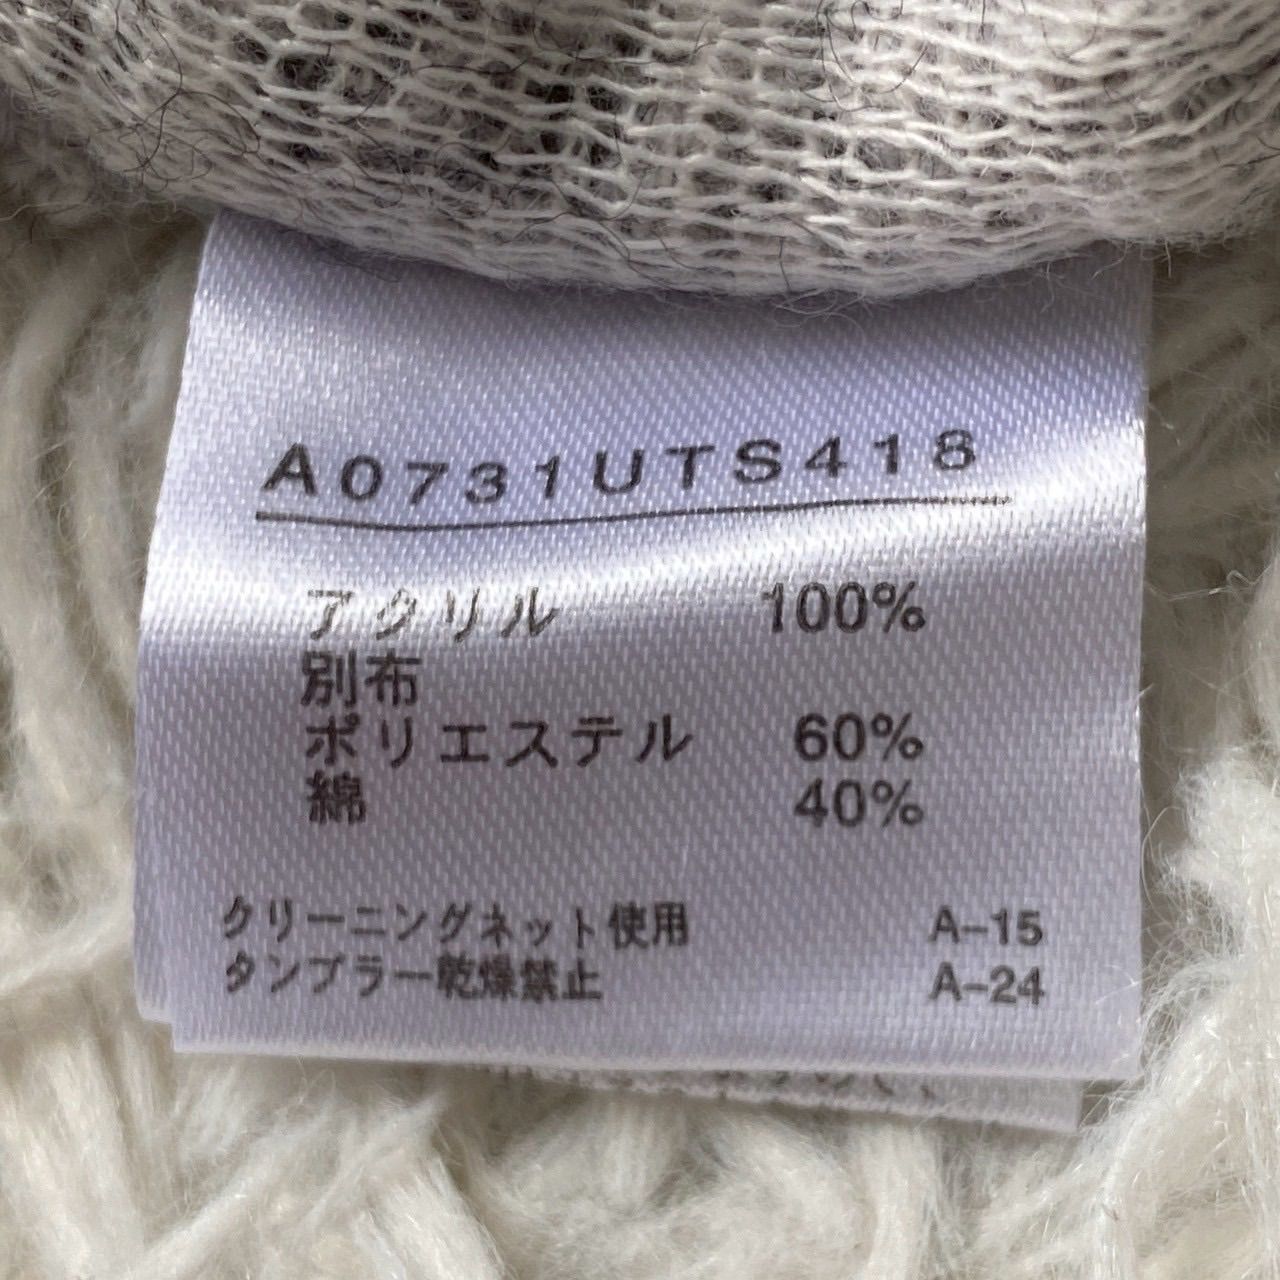 A0731UTS418
アクリル 100%
別布
ポリエステル 60%
綿 40%
クリーニングネット使用 A-15
タンブラー乾燥禁止 A-24